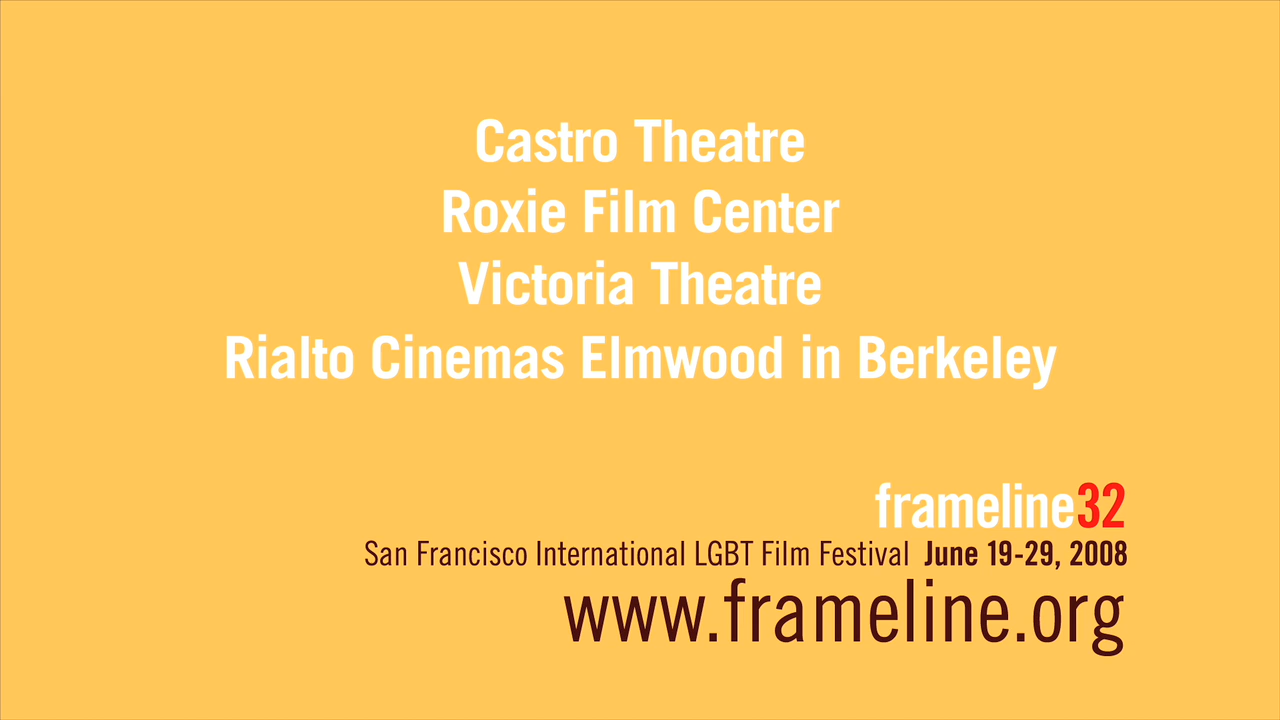 Castro Theatre
Roxie Film Center
Victoria Theatre
Rialto Cinemas Elmwood in Berkeley
frameline32
San Francisco International LGBT Film Festival June 19-29, 2008
www.frameline.org